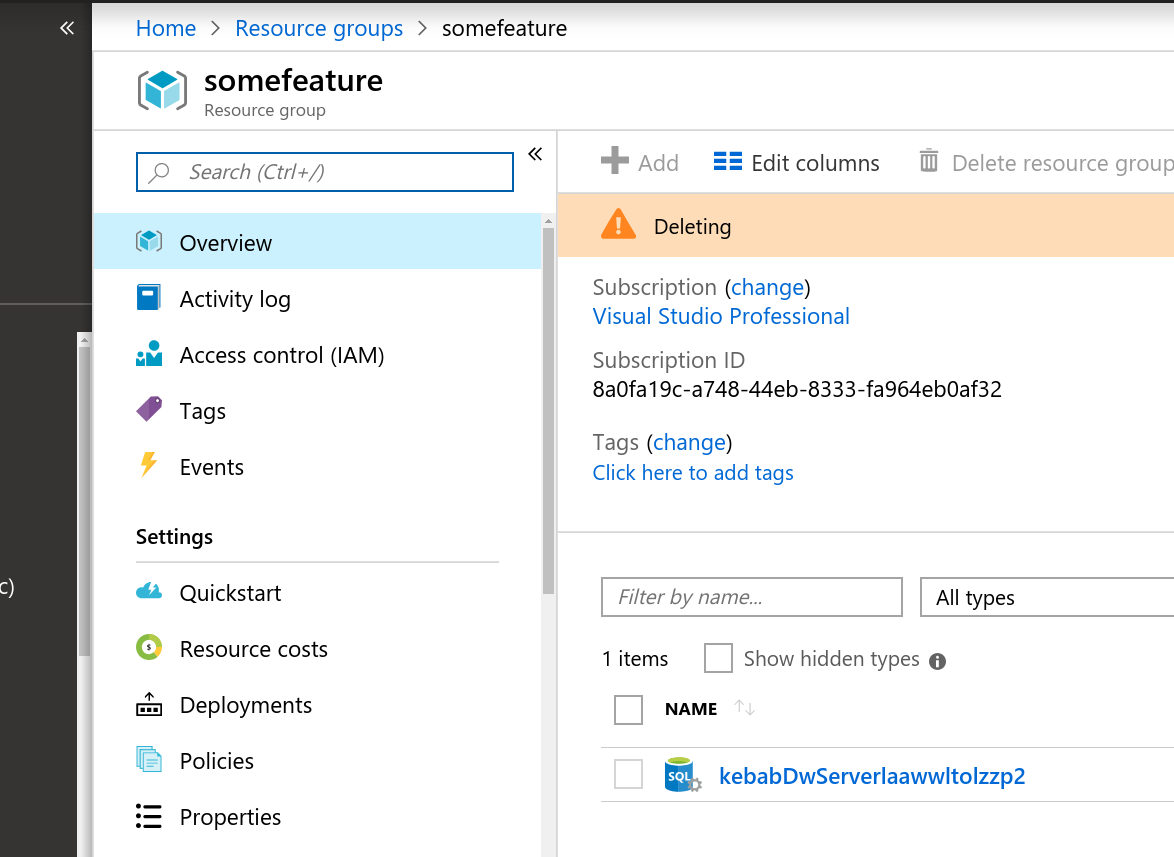 Home > Resource groups > somefeature
somefeature
Resource group
Search (Ctrl+/)
Overview
Activity log
Access control (IAM)
Tags
Events
Settings
Quickstart
Resource costs
Deployments
Policies
Properties
c)
Add Edit columns Delete resource group
Deleting
Subscription (change)
Visual Studio Professional
Subscription ID
8a0fa19c-a748-44eb-8333-fa964eb0af32
Tags (change)
Click here to add tags
Filter by name... All types
1 items Show hidden types
NAME
SQL kebabDwServerlaawwltolzzp2